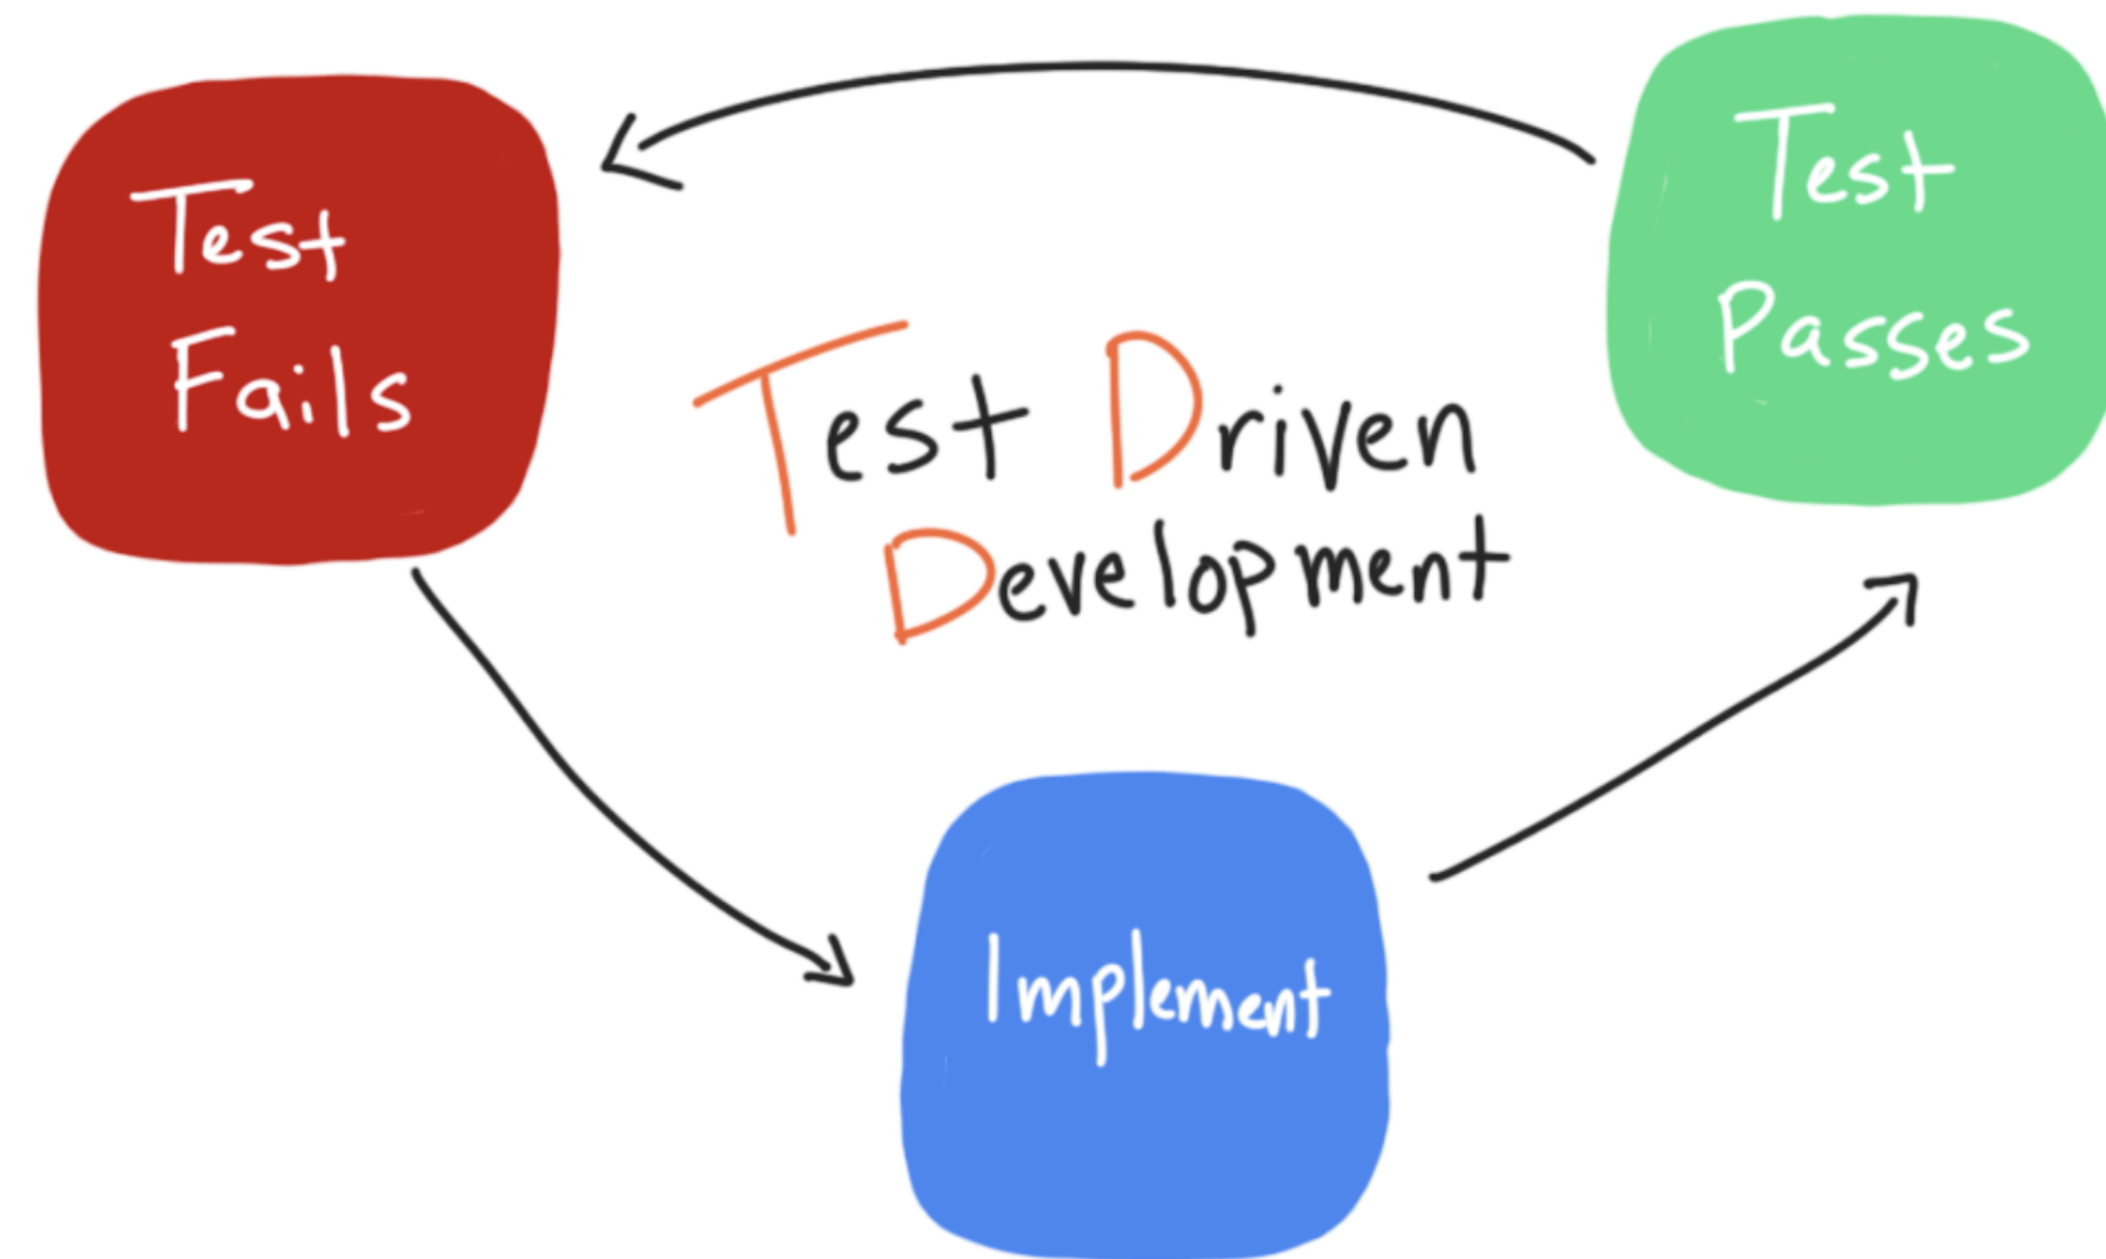 Test
Fails
Test Driven
Development
Test
Passes
Implement